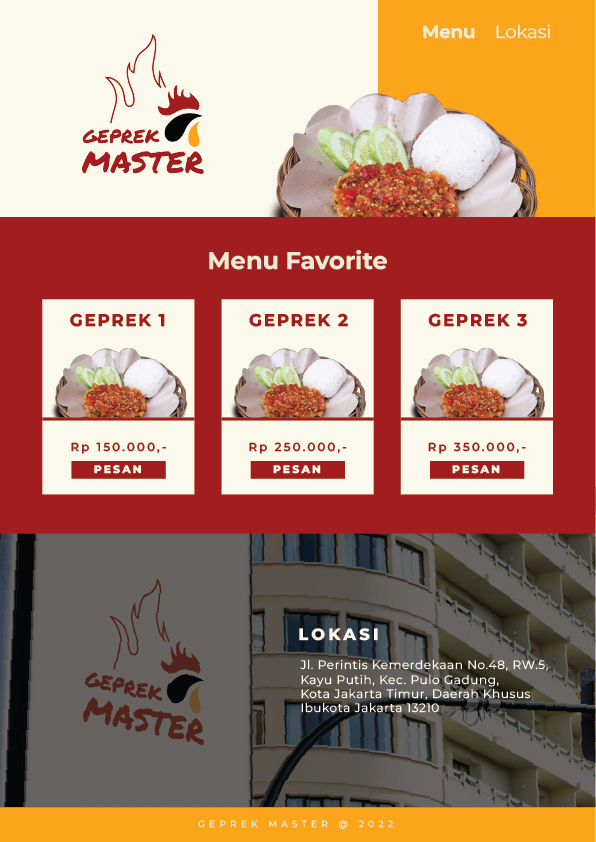 Menu Lokasi
GEPREK
MASTER
Menu Favorite
GEPREK 1
GEPREK 2
GEPREK 3
Rp 150.000,-
Rp 250.000,-
Rp 350.000,-
PESAN
PESAN
PESAN
GEPREK
MASTER
LOKASI
Jl. Perintis Kemerdekaan No.48, RW.5,
Kayu Putih, Kec. Pulo Gadung,
Kota Jakarta Timur, Daerah Khusus
Ibukota Jakarta 13210
GEPREK MASTER @ 2022